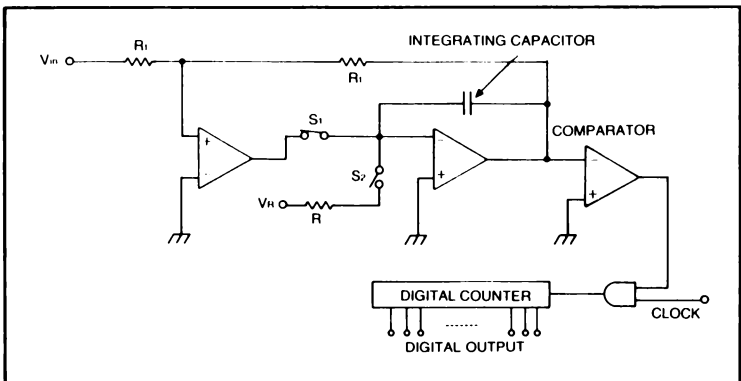 INTEGRATING CAPACITOR
R1
Vin
R1
S1
COMPARATOR
+
-
-
+
-
+
S2
VR
R
DIGITAL COUNTER
CLOCK
.......
DIGITAL OUTPUT